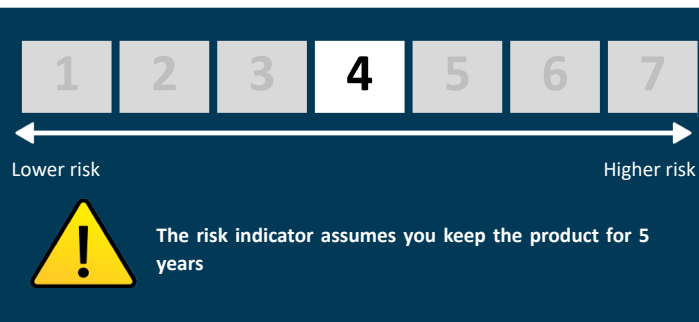 1 2 3 4 5 6 7
Lower risk Higher risk
!
The risk indicator assumes you keep the product for 5
years